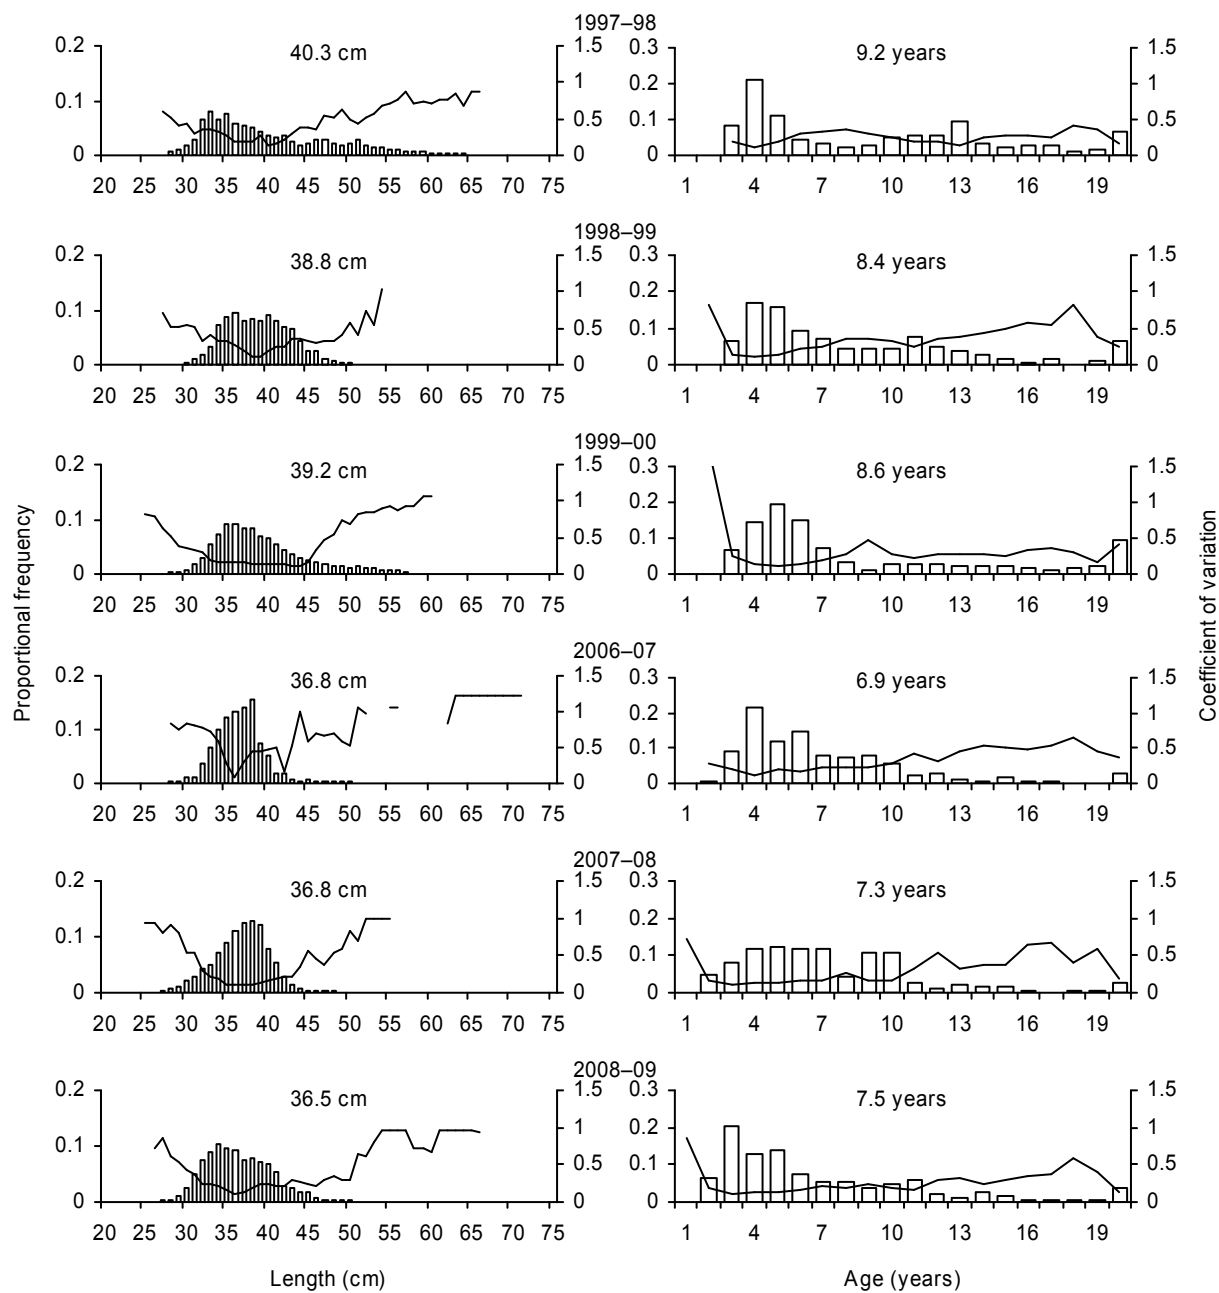 1997–98
0.2 1.5 0.3 1.5
40.3 cm 9.2 years
1 0.2 1
0.1
0.5 0.1 0.5
0 0 0 0
20 25 30 35 40 45 50 55 60 65 70 75 1 4 7 10 13 16 19
1998–99
0.2 1.5 0.3 1.5
38.8 cm 8.4 years
1 0.2 1
0.1
0.5 0.1 0.5
0 0 0 0
20 25 30 35 40 45 50 55 60 65 70 75 1 4 7 10 13 16 19
1999–00
0.2 1.5 0.3 1.5
39.2 cm 8.6 years
1 0.2 1
0.1
0.5 0.1 0.5
0 0 0 0
20 25 30 35 40 45 50 55 60 65 70 75 1 4 7 10 13 16 19
Proportional frequency
Coefficient of variation
2006–07
0.2 1.5 0.3 1.5
36.8 cm 6.9 years
1 0.2 1
0.1
0.5 0.1 0.5
0 0 0 0
20 25 30 35 40 45 50 55 60 65 70 75 1 4 7 10 13 16 19
2007–08
0.2 1.5 0.3 1.5
36.8 cm 7.3 years
1 0.2 1
0.1
0.5 0.1 0.5
0 0 0 0
20 25 30 35 40 45 50 55 60 65 70 75 1 4 7 10 13 16 19
2008–09
0.2 1.5 0.3 1.5
36.5 cm 7.5 years
1 0.2 1
0.1
0.5 0.1 0.5
0 0 0 0
20 25 30 35 40 45 50 55 60 65 70 75 1 4 7 10 13 16 19
Length (cm) Age (years)